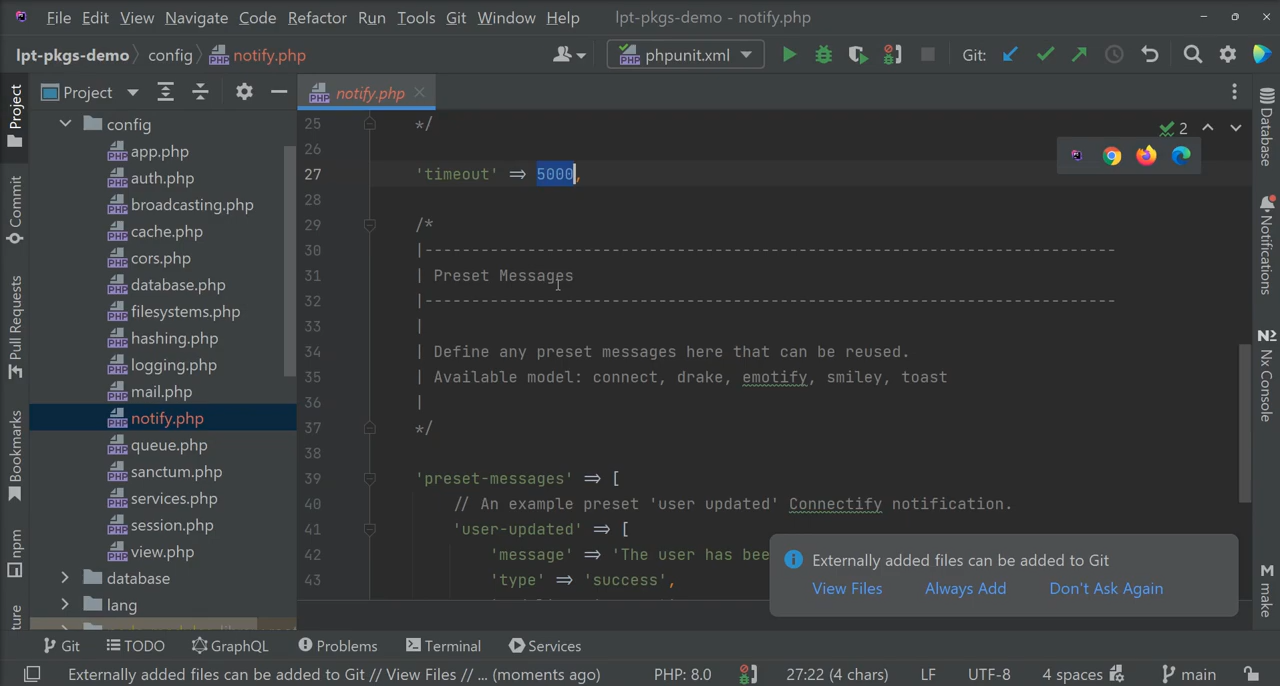 File Edit View Navigate Code Refactor Run Tools Git Window Help lpt-pkgs-demo - notify.php
lpt-pkgs-demo config notify.php phpunit.xml Git:
Project notify.php
Project
Commit
Pull Requests
Bookmarks
npm
config
app.php
auth.php
broadcasting.php
cache.php
cors.php
database.php
filesystems.php
hashing.php
logging.php
mail.php
notify.php
queue.php
sanctum.php
services.php
session.php
view.php
database
lang
2
25 */
26
27 'timeout' => 5000,
28
29 /*
30 |--------------------------------------------------------------------------
31 | Preset Messages
32 |--------------------------------------------------------------------------
33 |
34 | Define any preset messages here that can be reused.
35 | Available model: connect, drake, emotify, smiley, toast
36 |
37 */
38
39 'preset-messages' => [
40 // An example preset 'user updated' Connectify notification.
41 'user-updated' => [
42 'message' => 'The user has bee
43 'type' => 'success',
Externally added files can be added to Git
View Files Always Add Don't Ask Again
Database
Notifications
Nx Console
make
Git TODO GraphQL Problems Terminal Services
Externally added files can be added to Git // View Files // ... (moments ago) PHP: 8.0 27:22 (4 chars) LF UTF-8 4 spaces main